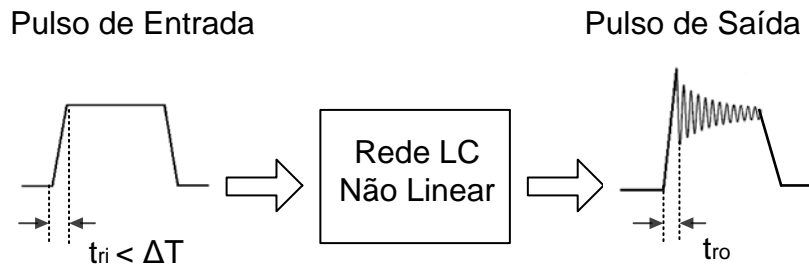 Pulso de Entrada
Pulso de Saída
Rede LC
Não Linear
tri < ΔT
tro